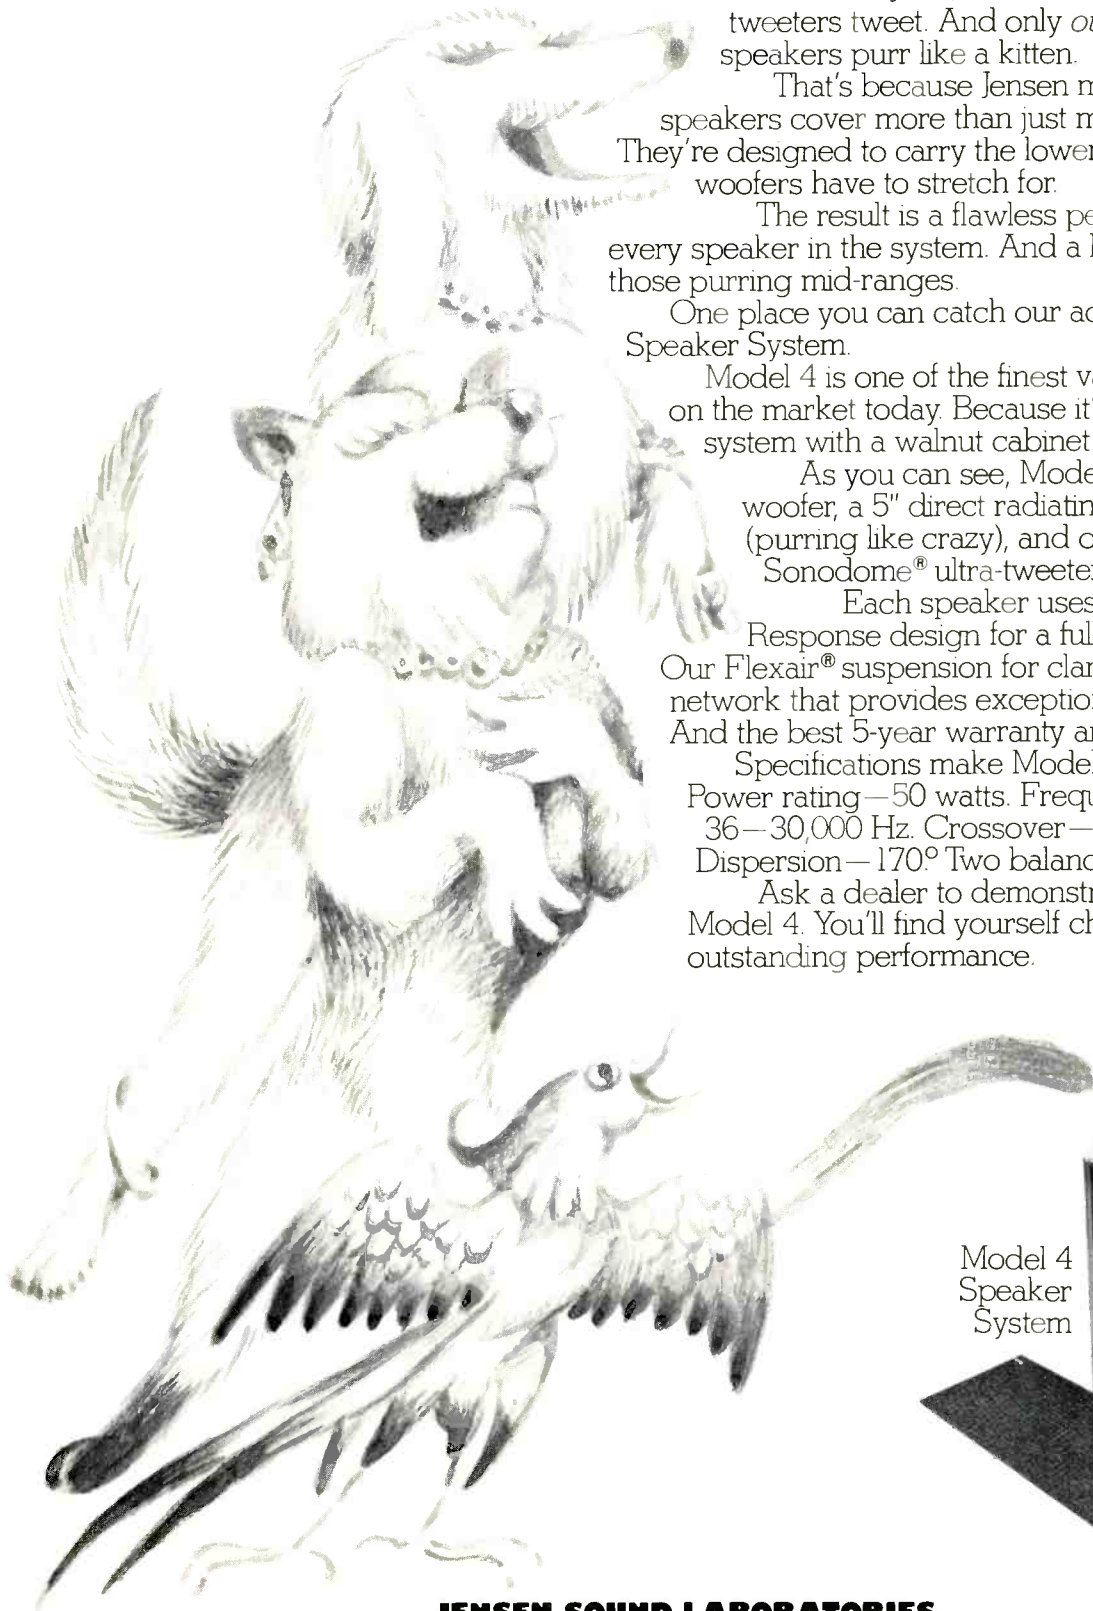 tweeters tweet. And only
speakers purr like a kitten.
That's because Jensen
speakers cover more than just
They're designed to carry the lower
woofers have to stretch for.
The result is a flawless
every speaker in the system. And a
those purring mid-ranges.
One place you can catch our
Speaker System.
Model 4 is one of the finest
on the market today. Because
system with a walnut cabinet
As you can see,
woofer, a 5" direct
(purring like crazy), and
Sonodome® ultra-tweeter
Each speaker uses
Response design for a
Our Flexair® suspension for
network that provides
And the best 5-year warranty
Specifications make Model
Power rating—50 watts.
36—30,000 Hz. Crossover—
Dispersion—170° Two
Ask a dealer to
Model 4. You'll find yourself
outstanding performance.
Model 4
Speaker
System
JENSEN SOUND LABORATORIES